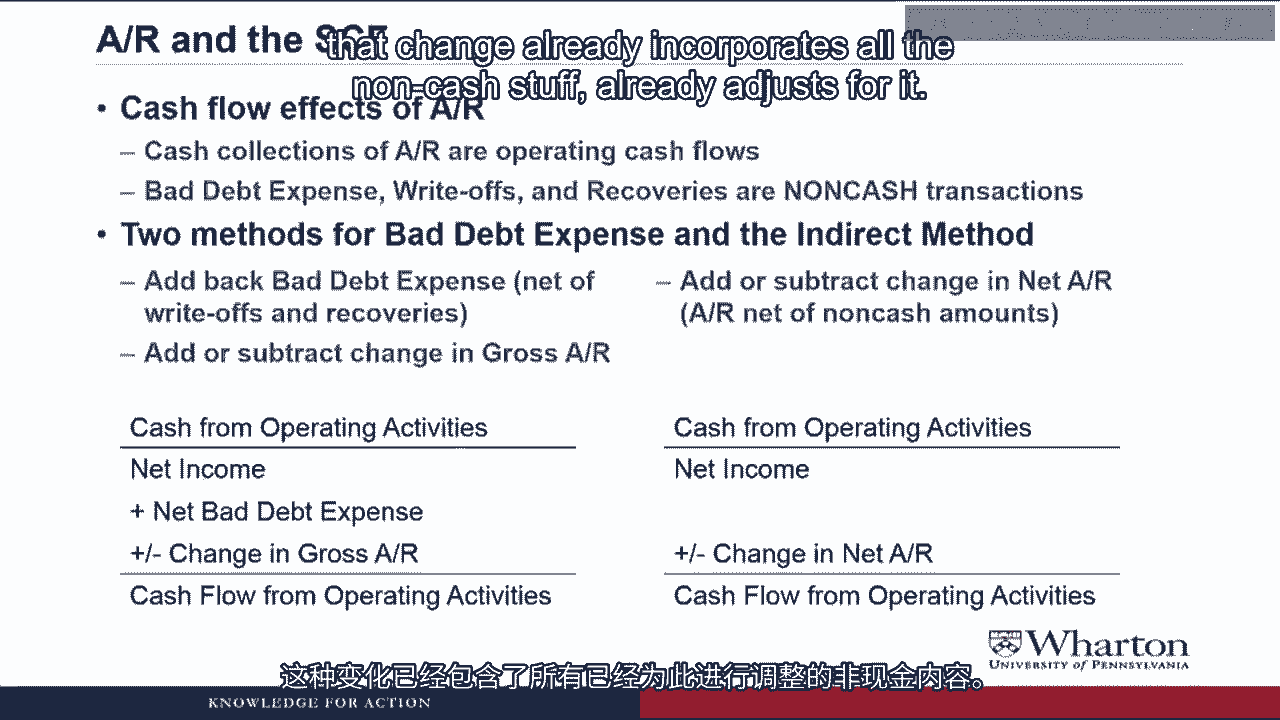 A/R and the SCF
that change already incorporates all the
non-cash stuff, already adjusts for it.
• Cash flow effects of A/R
– Cash collections of A/R are operating cash flows
– Bad Debt Expense, Write-offs, and Recoveries are NONCASH transactions
• Two methods for Bad Debt Expense and the Indirect Method
– Add back Bad Debt Expense (net of
write-offs and recoveries)
– Add or subtract change in Gross A/R
– Add or subtract change in Net A/R
(A/R net of noncash amounts)
Cash from Operating Activities
Net Income
+ Net Bad Debt Expense
+/- Change in Gross A/R
Cash Flow from Operating Activities
Cash from Operating Activities
Net Income
+/- Change in Net A/R
Cash Flow from Operating Activities
Wharton
UNIVERSITY of PENNSYLVANIA
这种变化已经包含了所有已经为此进行调整的非现金内容。
KNOWLEDGE FOR ACTION